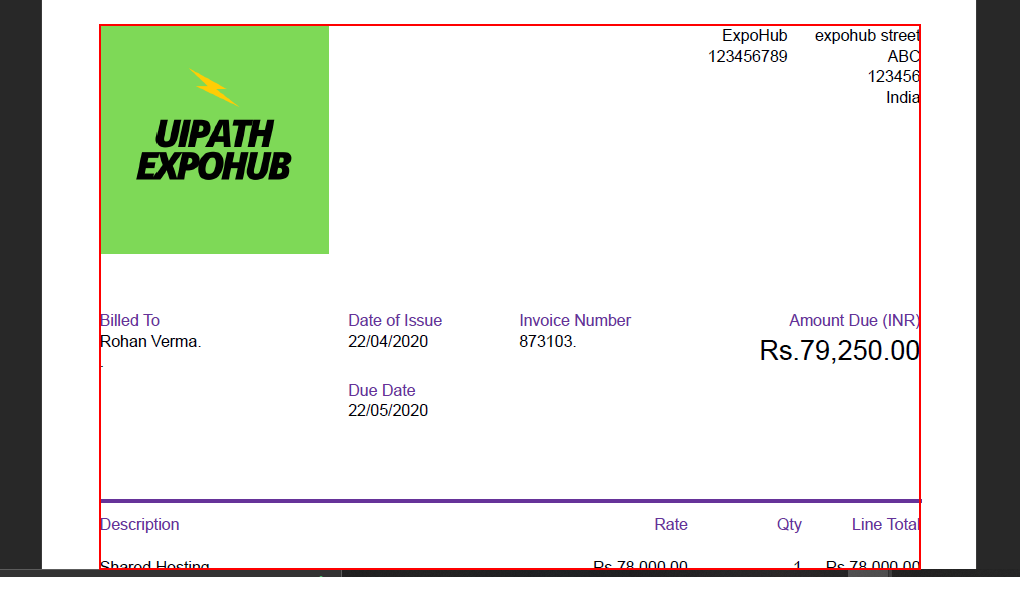 UIPATH
EXPOHUB
ExpoHub
123456789
expohub street
ABC
123456
India
Billed To
Rohan Verma.
.
Date of Issue
22/04/2020
Due Date
22/05/2020
Invoice Number
873103.
Amount Due (INR)
Rs.79,250.00
Description Rate Qty Line Total
Shared Hosting Rs.78,000.00 1 Rs.78,000.00